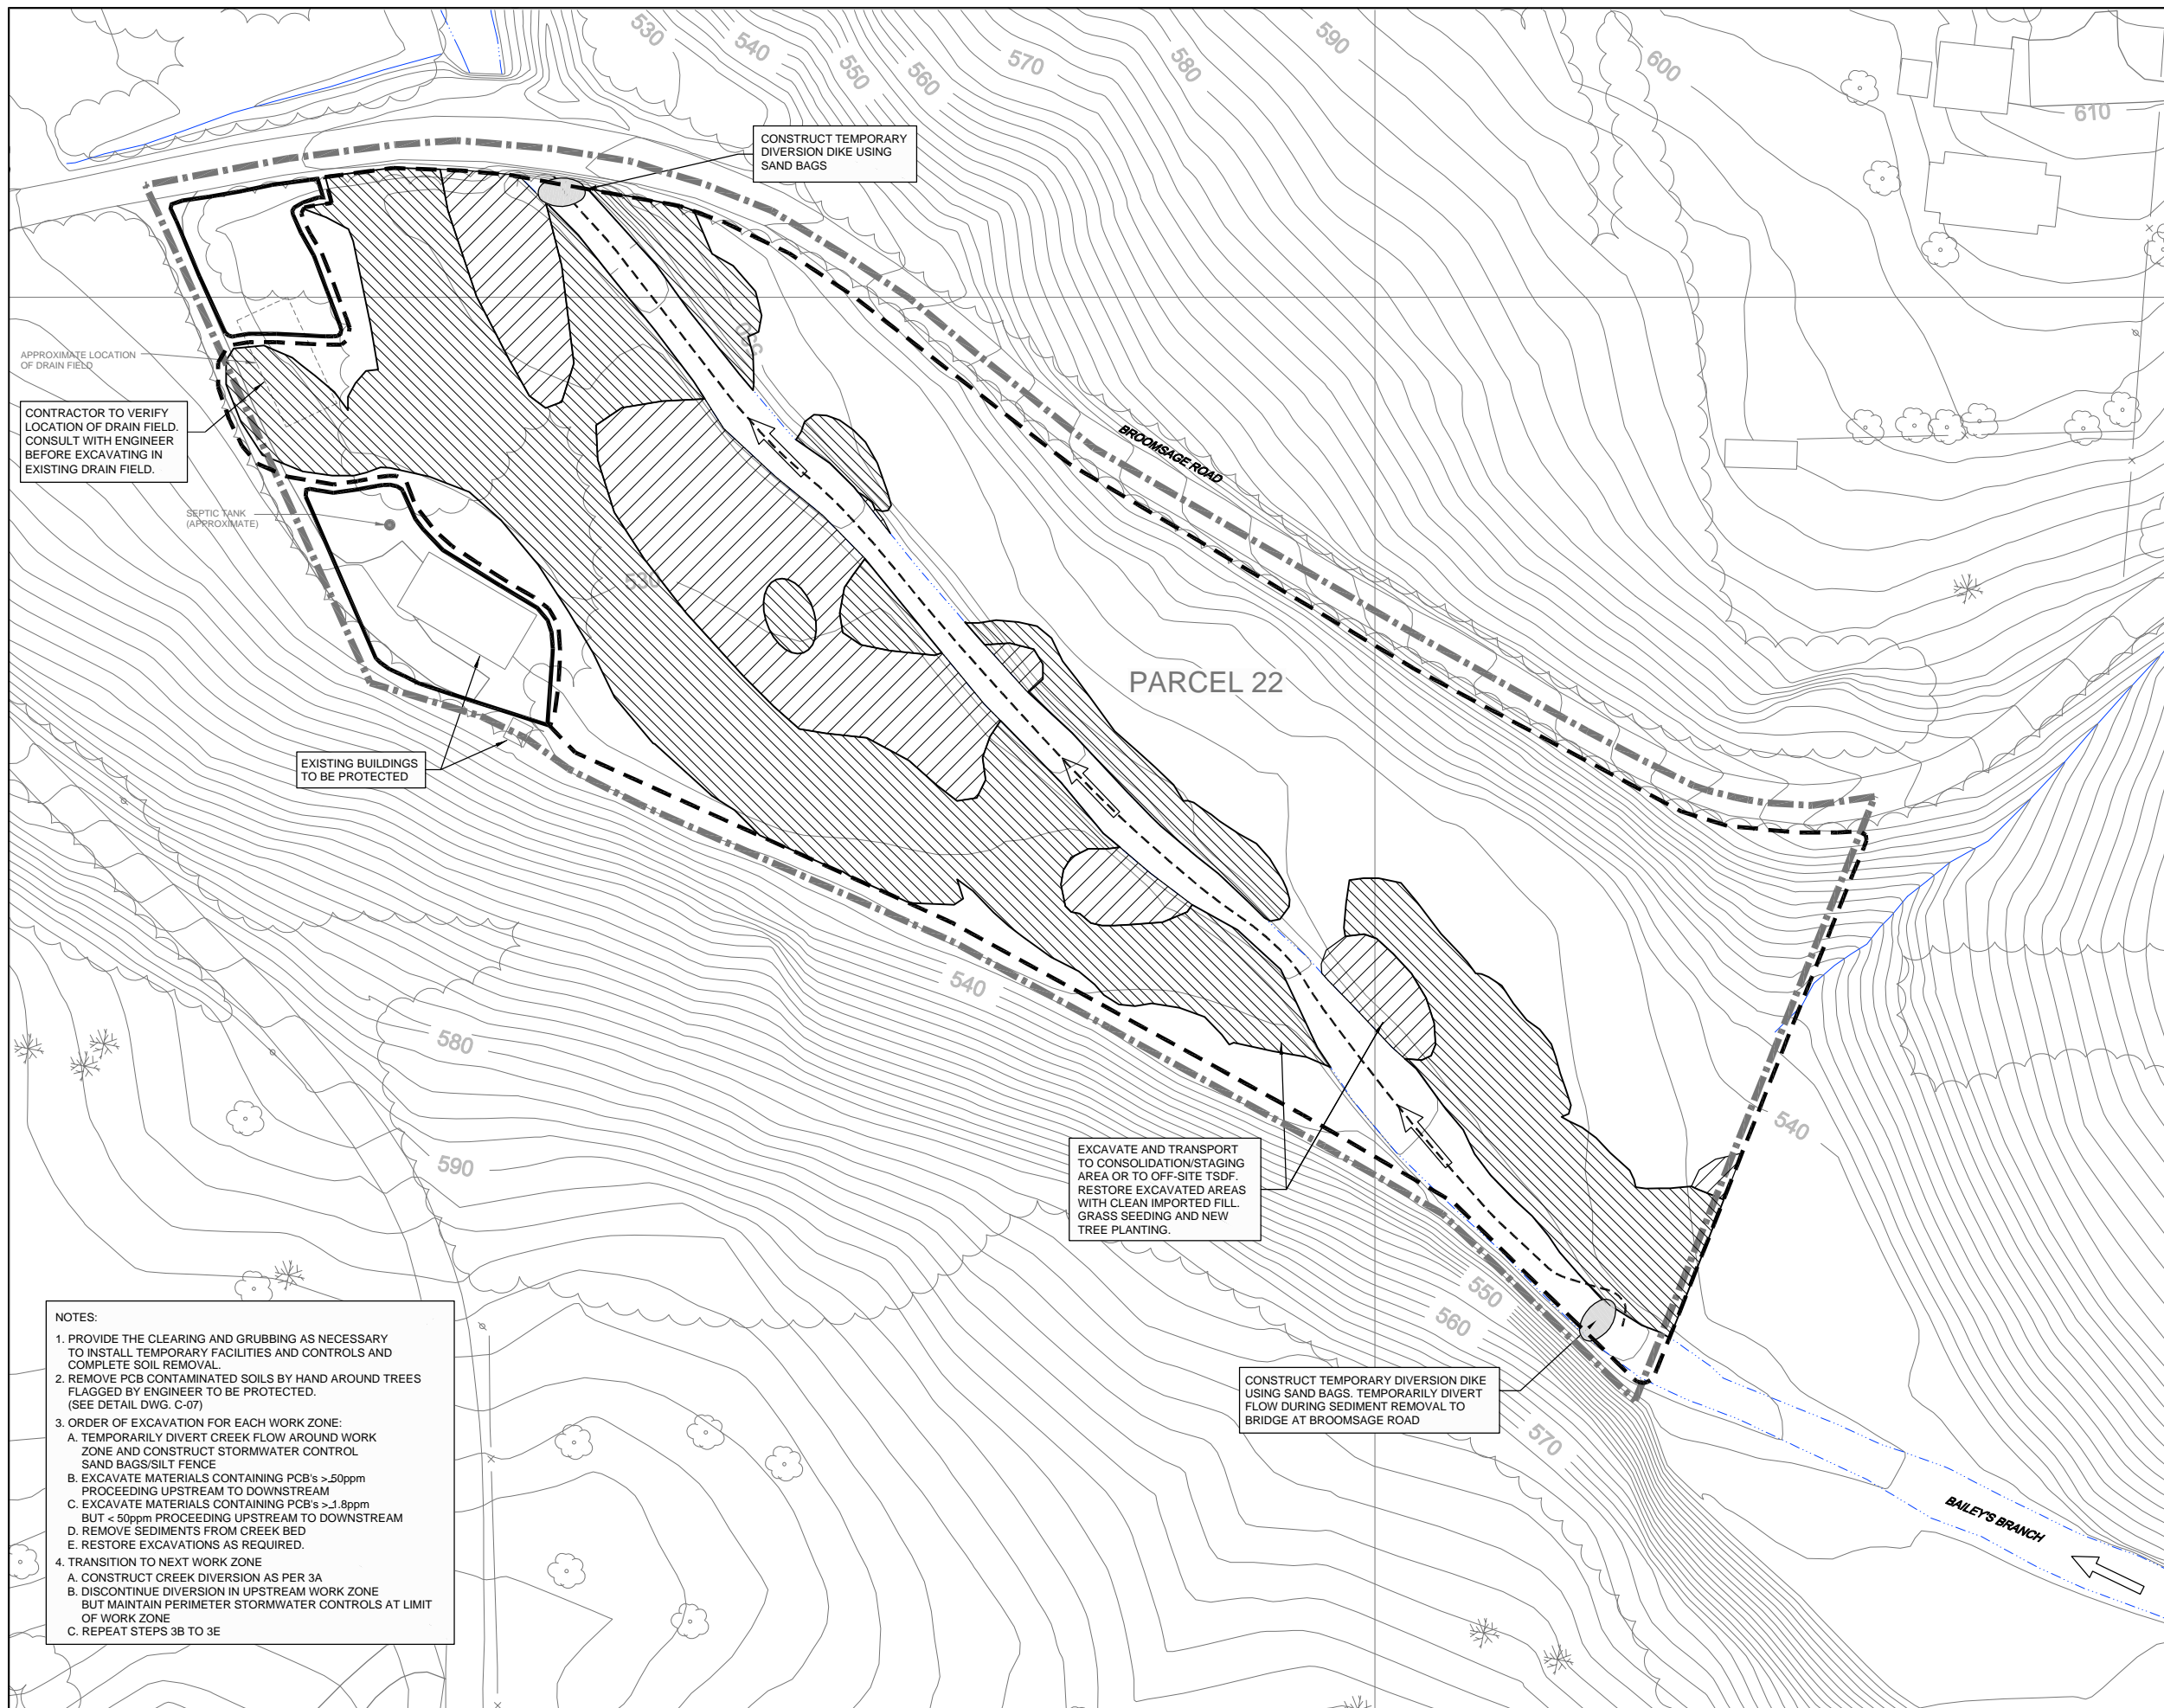 530
540
550
560
570
580
590
600
610
CONSTRUCT TEMPORARY
DIVERSION DIKE USING
SAND BAGS
APPROXIMATE LOCATION
OF DRAIN FIELD
CONTRACTOR TO VERIFY
LOCATION OF DRAIN FIELD.
CONSULT WITH ENGINEER
BEFORE EXCAVATING IN
EXISTING DRAIN FIELD.
BROOMSAGE ROAD
SEPTIC TANK
(APPROXIMATE)
530
PARCEL 22
EXISTING BUILDINGS
TO BE PROTECTED
540
580
590
540
EXCAVATE AND TRANSPORT
TO CONSOLIDATION/STAGING
AREA OR TO OFF-SITE TSDF.
RESTORE EXCAVATED AREAS
WITH CLEAN IMPORTED FILL.
GRASS SEEDING AND NEW
TREE PLANTING.
550
560
570
CONSTRUCT TEMPORARY DIVERSION DIKE
USING SAND BAGS. TEMPORARILY DIVERT
FLOW DURING SEDIMENT REMOVAL TO
BRIDGE AT BROOMSAGE ROAD
BAILEY'S BRANCH
NOTES:
1. PROVIDE THE CLEARING AND GRUBBING AS NECESSARY
TO INSTALL TEMPORARY FACILITIES AND CONTROLS AND
COMPLETE SOIL REMOVAL.
2. REMOVE PCB CONTAMINATED SOILS BY HAND AROUND TREES
FLAGGED BY ENGINEER TO BE PROTECTED.
(SEE DETAIL DWG. C-07)
3. ORDER OF EXCAVATION FOR EACH WORK ZONE:
A. TEMPORARILY DIVERT CREEK FLOW AROUND WORK
ZONE AND CONSTRUCT STORMWATER CONTROL
SAND BAGS/SILT FENCE
B. EXCAVATE MATERIALS CONTAINING PCB's >_50ppm
PROCEEDING UPSTREAM TO DOWNSTREAM
C. EXCAVATE MATERIALS CONTAINING PCB's >_1.8ppm
BUT < 50ppm PROCEEDING UPSTREAM TO DOWNSTREAM
D. REMOVE SEDIMENTS FROM CREEK BED
E. RESTORE EXCAVATIONS AS REQUIRED.
4. TRANSITION TO NEXT WORK ZONE
A. CONSTRUCT CREEK DIVERSION AS PER 3A
B. DISCONTINUE DIVERSION IN UPSTREAM WORK ZONE
BUT MAINTAIN PERIMETER STORMWATER CONTROLS AT LIMIT
OF WORK ZONE
C. REPEAT STEPS 3B TO 3E